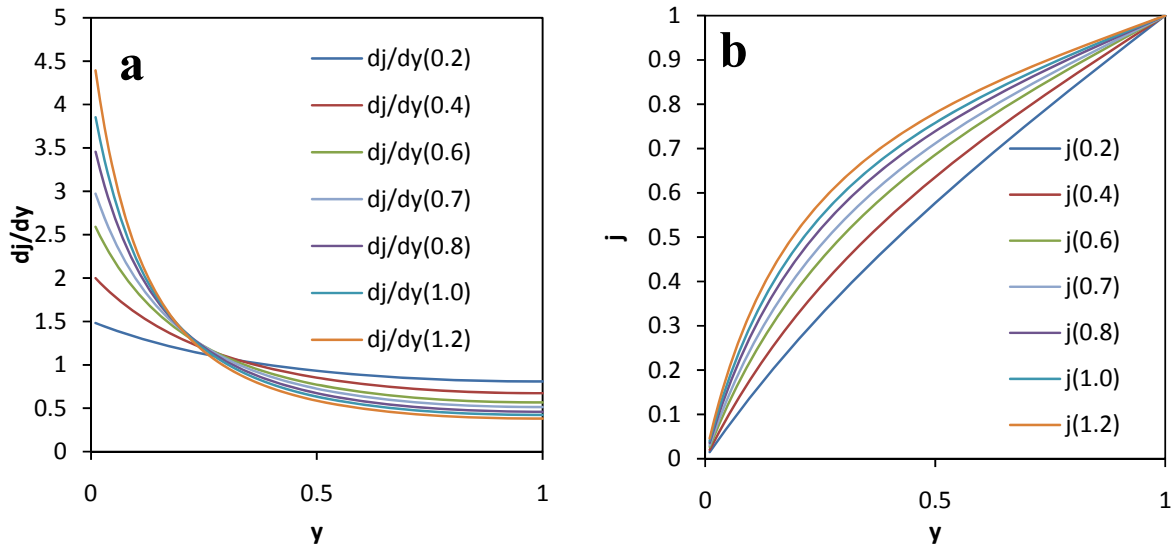 a
5
4.5
4
3.5
3
2.5
2
1.5
1
0.5
0
dj/dy
dj/dy(0.2)
dj/dy(0.4)
dj/dy(0.6)
dj/dy(0.7)
dj/dy(0.8)
dj/dy(1.0)
dj/dy(1.2)
0 0.5 1
y
b
1
0.9
0.8
0.7
0.6
0.5
0.4
0.3
0.2
0.1
0
j
j(0.2)
j(0.4)
j(0.6)
j(0.7)
j(0.8)
j(1.0)
j(1.2)
0 0.5 1
y